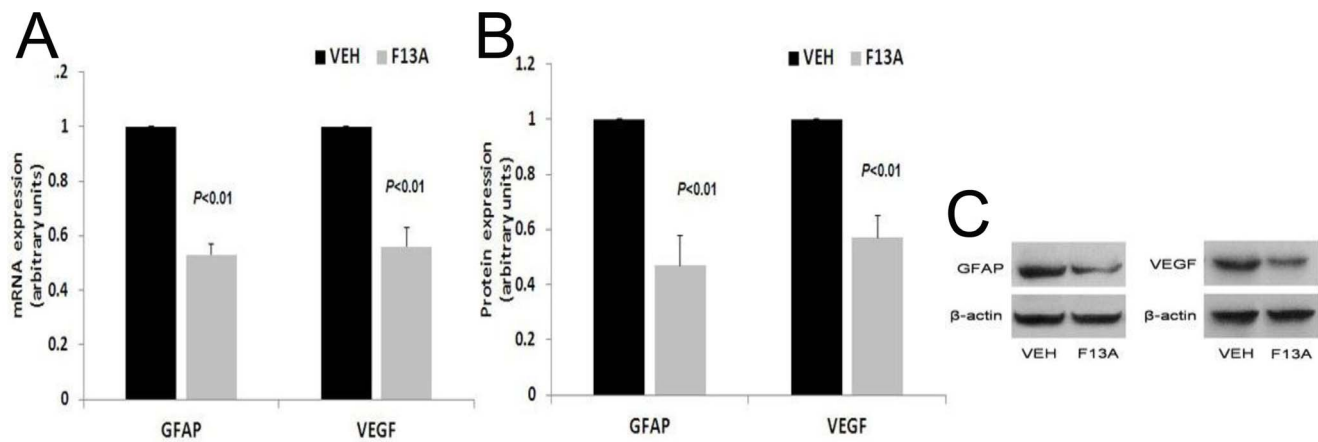 A
VEH F13A
.2
1
0.8
0.6
0.4
0.2
0
mRNA expression
(arbitrary units)
P<0.01
P<0.01
GFAP VEGF
B
VEH F13A
1.2
1
0.8
0.6
0.4
0.2
0
Protein expression
(arbitrary units)
P<0.01
P<0.01
GFAP VEGF
C
GFAP
β-actin
VEH F13A
VEGF
β-actin
VEH F13A